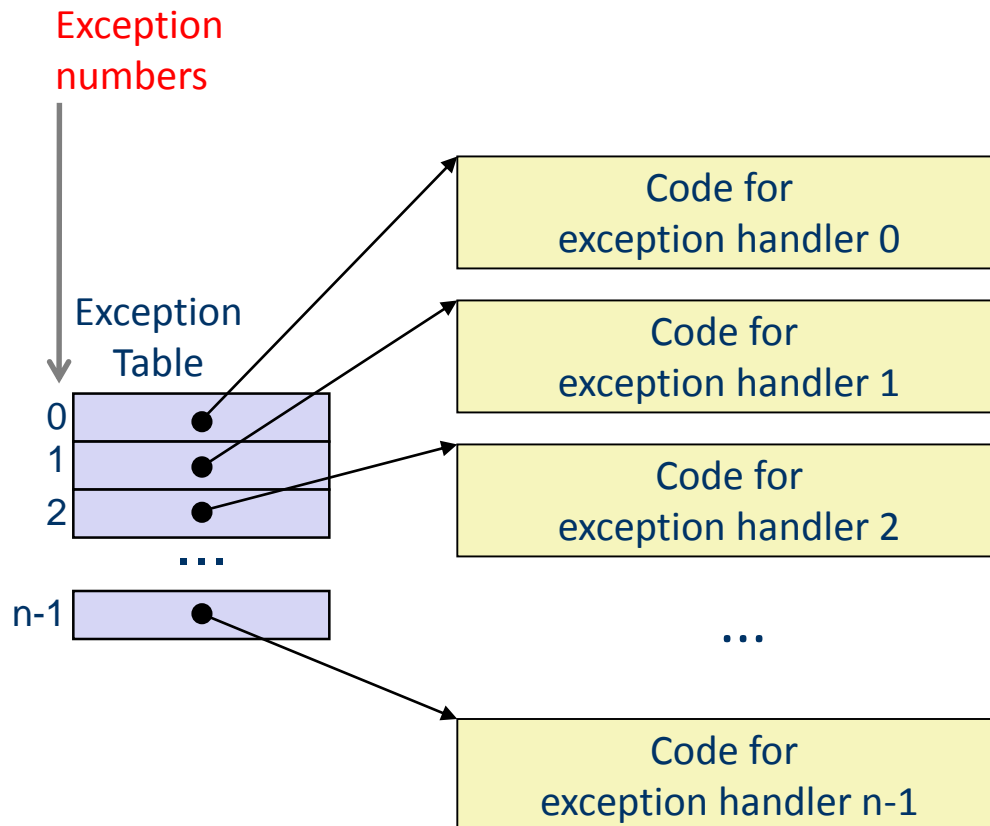 Exception
numbers
Exception
Table
0
1
2
...
n-1
Code for
exception handler 0
Code for
exception handler 1
Code for
exception handler 2
...
Code for
exception handler n-1